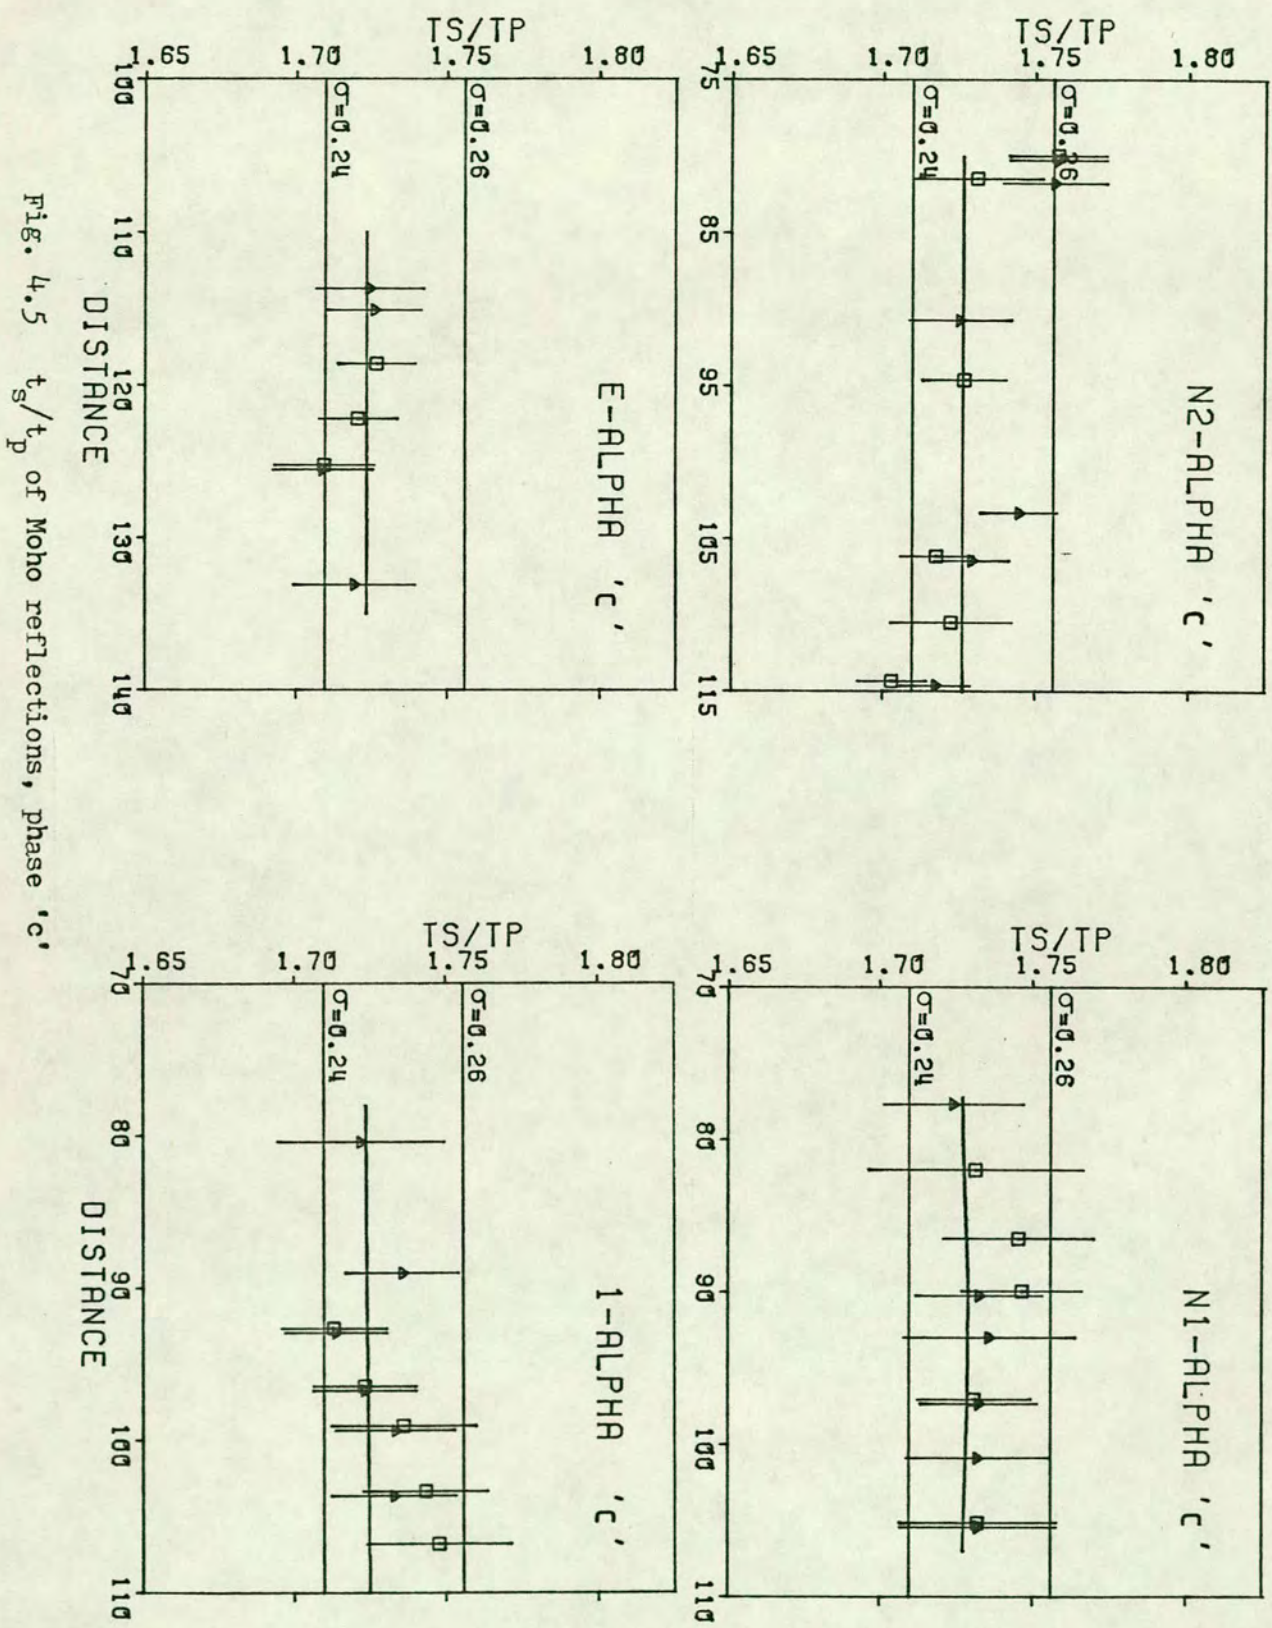 N2-ALPHA 'c'
TS/TP
1.80
1.75
1.70
1.65
σ=0.26
σ=0.24
75
85
95
105
115
N1-ALPHA 'c'
TS/TP
1.80
1.75
1.70
1.65
σ=0.26
σ=0.24
70
80
90
100
110
E-ALPHA 'c'
TS/TP
1.80
1.75
1.70
1.65
σ=0.26
σ=0.24
100
110
120
130
140
DISTANCE
1-ALPHA 'c'
TS/TP
1.80
1.75
1.70
1.65
σ=0.26
σ=0.24
70
80
90
100
110
DISTANCE
Fig. 4.5 t_s/t_p of Moho reflections, phase 'c'